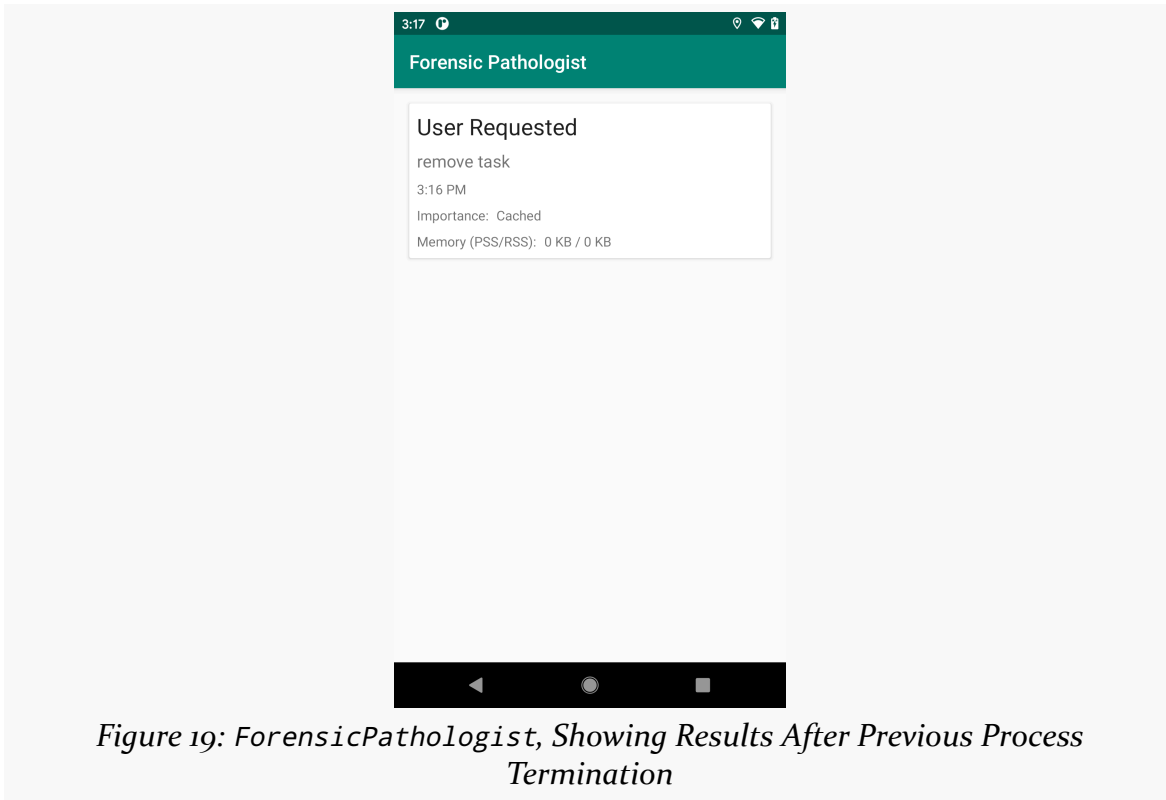 3:17
Forensic Pathologist
User Requested
remove task
3:16 PM
Importance: Cached
Memory (PSS/RSS): 0 KB / 0 KB
Figure 19: ForensicPathologist, Showing Results After Previous Process
Termination